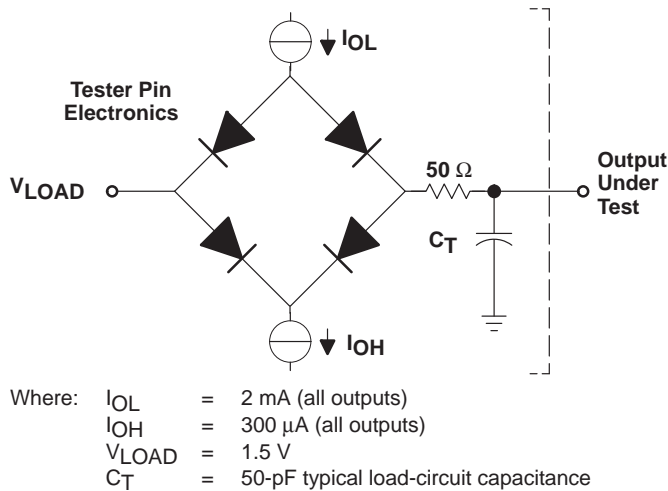 IOL
Tester Pin
Electronics
VLOAD
50 Ω
Output
Under
Test
CT
IOH
Where: IOL = 2 mA (all outputs)
IOH = 300 μA (all outputs)
VLOAD = 1.5 V
CT = 50-pF typical load-circuit capacitance